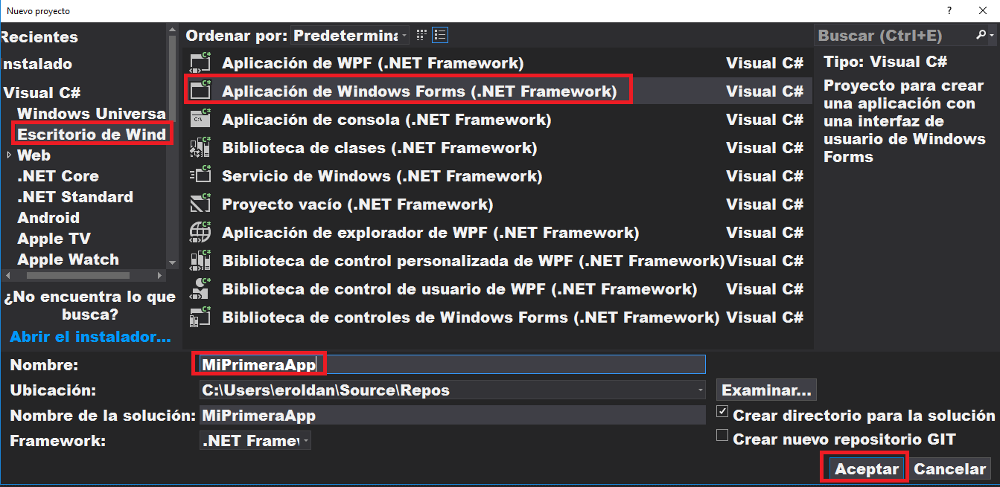 Nuevo proyecto
?
Recientes
nstalado
Visual C#
Windows Universa
Escritorio de Wind
Web
.NET Core
.NET Standard
Android
Apple TV
Apple Watch
¿No encuentra lo que
busca?
Abrir el instalador...
Ordenar por: Predetermina
Aplicación de WPF (.NET Framework) Visual C#
Aplicación de Windows Forms (.NET Framework) Visual C#
Aplicación de consola (.NET Framework) Visual C#
Biblioteca de clases (.NET Framework) Visual C#
Servicio de Windows (.NET Framework) Visual C#
Proyecto vacío (.NET Framework) Visual C#
Aplicación de explorador de WPF (.NET Framework) Visual C#
Biblioteca de control personalizada de WPF (.NET Framework) Visual C#
Biblioteca de control de usuario de WPF (.NET Framework) Visual C#
Biblioteca de controles de Windows Forms (.NET Framework) Visual C#
Buscar (Ctrl+E)
Tipo: Visual C#
Proyecto para crear
una aplicación con
una interfaz de
usuario de Windows
Forms
Nombre: MiPrimeraApp
Ubicación: C:\Users\eroldan\Source\Repos
Examinar...
Nombre de la solución: MiPrimeraApp
Crear directorio para la solución
Framework: .NET Framew
Crear nuevo repositorio GIT
Aceptar
Cancelar